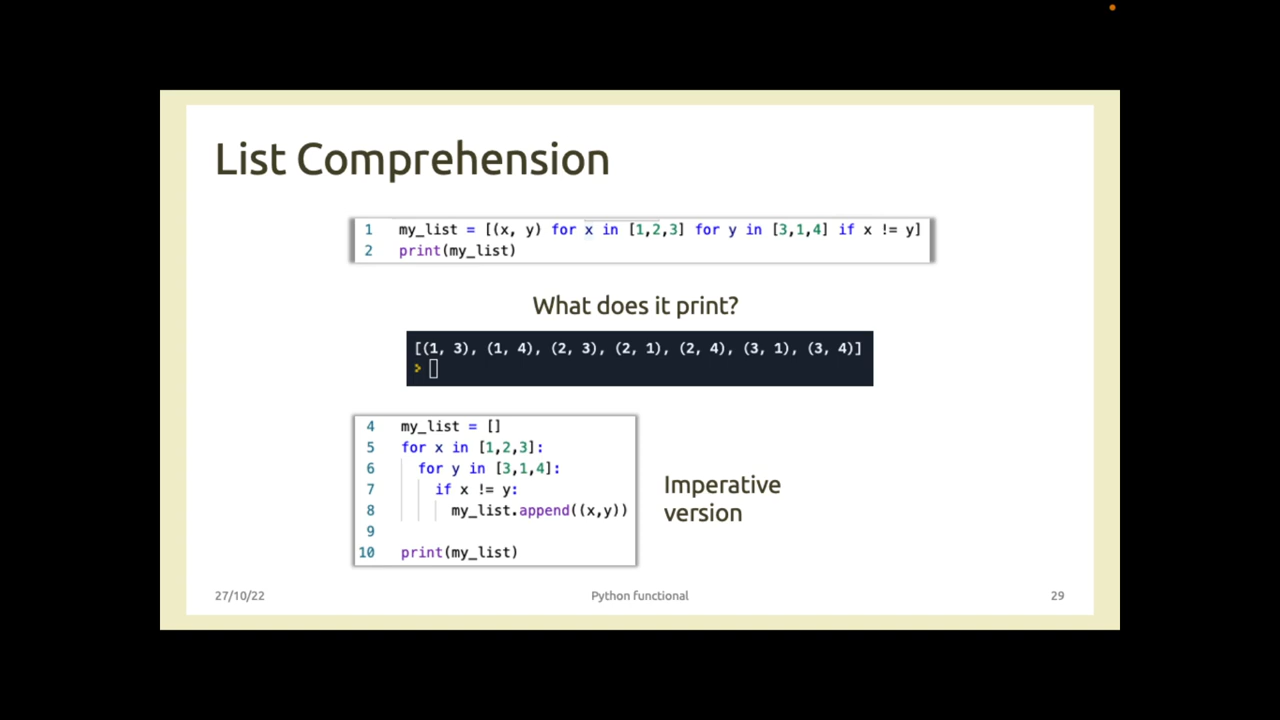 List Comprehension
1 my_list = [(x, y) for x in [1,2,3] for y in [3,1,4] if x != y]
2 print(my_list)
What does it print?
[(1, 3), (1, 4), (2, 3), (2, 1), (2, 4), (3, 1), (3, 4)]
4 my_list = []
5 for x in [1,2,3]:
6 for y in [3,1,4]:
7 if x != y:
8 my_list.append((x,y))
9
10 print(my_list)
Imperative
version
27/10/22 Python functional 29